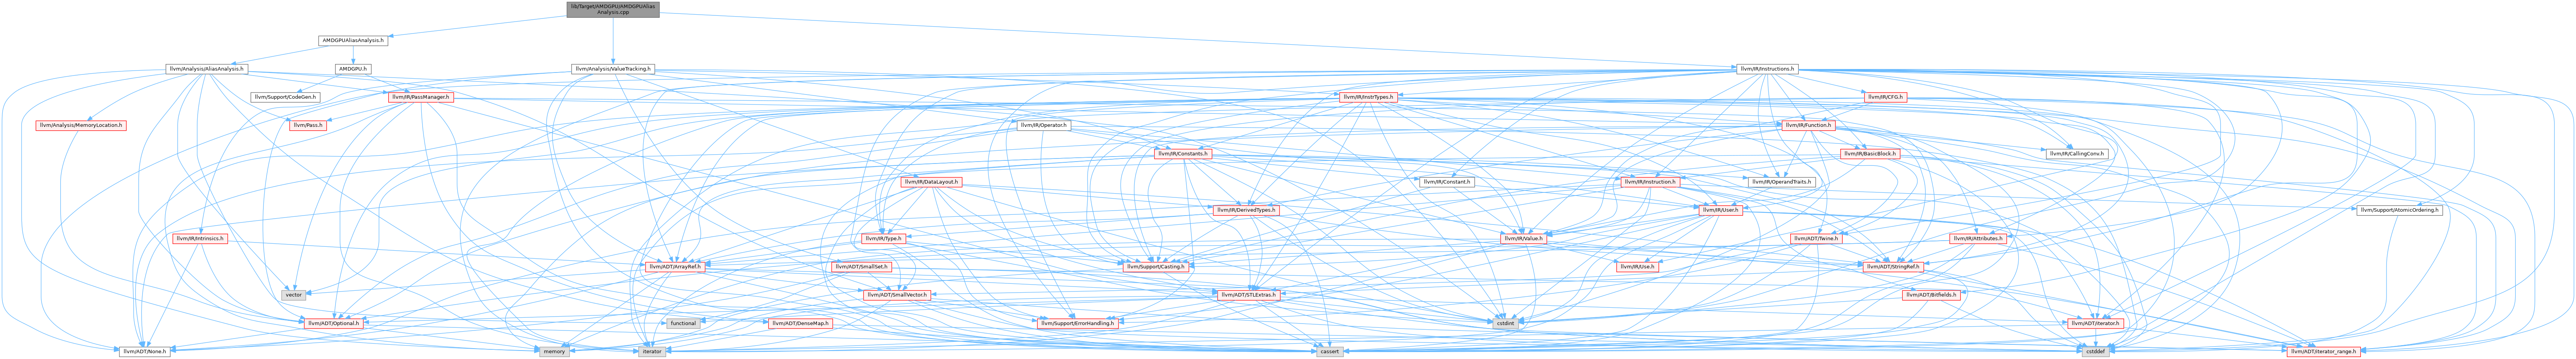 lib/Target/AMDGPU/AMDGPUAlias
Analysis.cpp
AMDGPUAliasAnalysis.h
llvm/Analysis/AliasAnalysis.h
AMDGPU.h
llvm/Analysis/ValueTracking.h
llvm/IR/Instructions.h
llvm/Support/CodeGen.h
llvm/IR/PassManager.h
llvm/IR/InstrTypes.h
llvm/IR/CFG.h
llvm/Analysis/MemoryLocation.h
llvm/Pass.h
llvm/IR/Operator.h
llvm/IR/Function.h
llvm/IR/Constants.h
llvm/IR/BasicBlock.h
llvm/IR/CallingConv.h
llvm/IR/DataLayout.h
llvm/IR/Constant.h
llvm/IR/Instruction.h
llvm/IR/OperandTraits.h
llvm/IR/DerivedTypes.h
llvm/IR/User.h
llvm/Support/AtomicOrdering.h
llvm/IR/Intrinsics.h
llvm/IR/Type.h
llvm/IR/Value.h
llvm/ADT/Twine.h
llvm/IR/Attributes.h
llvm/ADT/ArrayRef.h
llvm/ADT/SmallSet.h
llvm/Support/Casting.h
llvm/IR/Use.h
llvm/ADT/StringRef.h
vector
llvm/ADT/SmallVector.h
llvm/ADT/STLExtras.h
llvm/ADT/Bitfields.h
llvm/ADT/Optional.h
functional
llvm/ADT/DenseMap.h
llvm/Support/ErrorHandling.h
cstdint
llvm/ADT/iterator.h
llvm/ADT/None.h
memory
iterator
cassert
cstddef
llvm/ADT/iterator_range.h